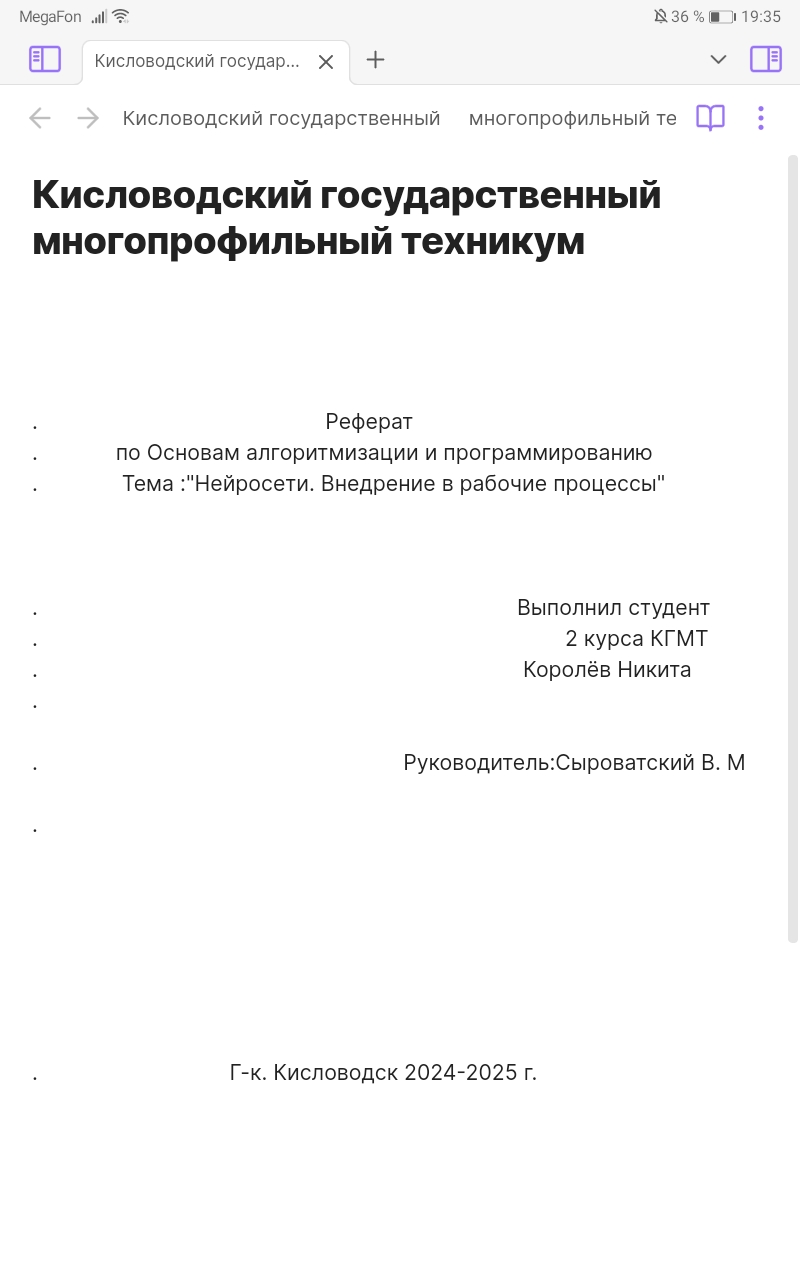 MegaFon 36 % 19:35
Кисловодский государ...
Кисловодский государственный многопрофильный те
Кисловодский государственный
многопрофильный техникум
. Реферат
. по Основам алгоритмизации и программированию
. Тема :"Нейросети. Внедрение в рабочие процессы"
. Выполнил студент
. 2 курса КГМТ
. Королёв Никита
.
. Руководитель:Сыроватский В. М
.
. Г-к. Кисловодск 2024-2025 г.